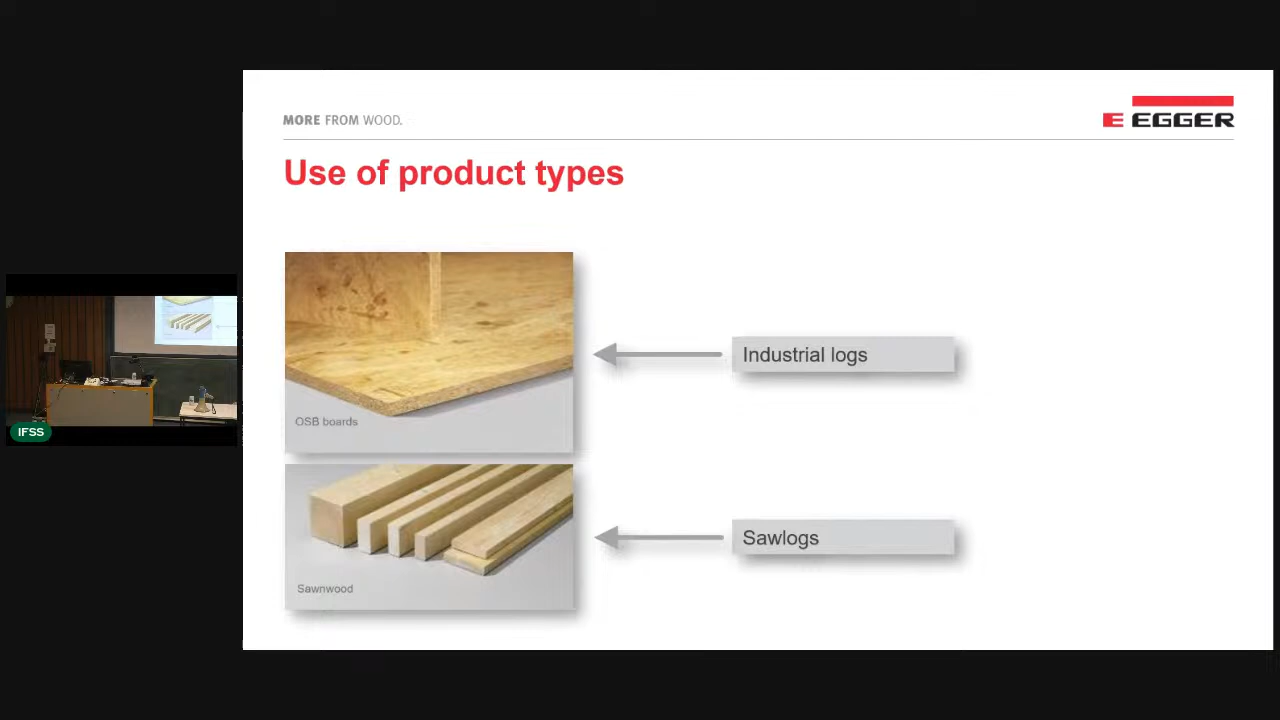 MORE FROM WOOD.
E EGGER
Use of product types
OSB boards
Industrial logs
IFSS
Sawlogs
Sawnwood